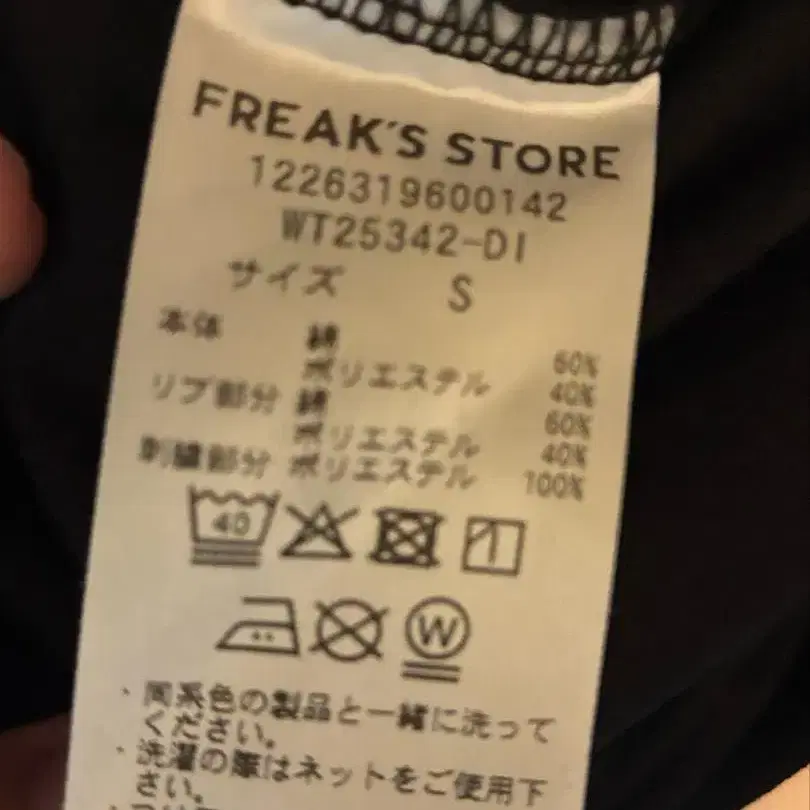 FREAK'S STORE
1226319600142
WT25342-DI
サイズ S
本体 綿 60%
ポリエステル 40%
リブ部分 綿 60%
ポリエステル 40%
刺繍部分 ポリエステル 100%
40
W
・同系色の製品と一緒に洗って
ください。
・洗濯の際はネットをご使用下
さい。